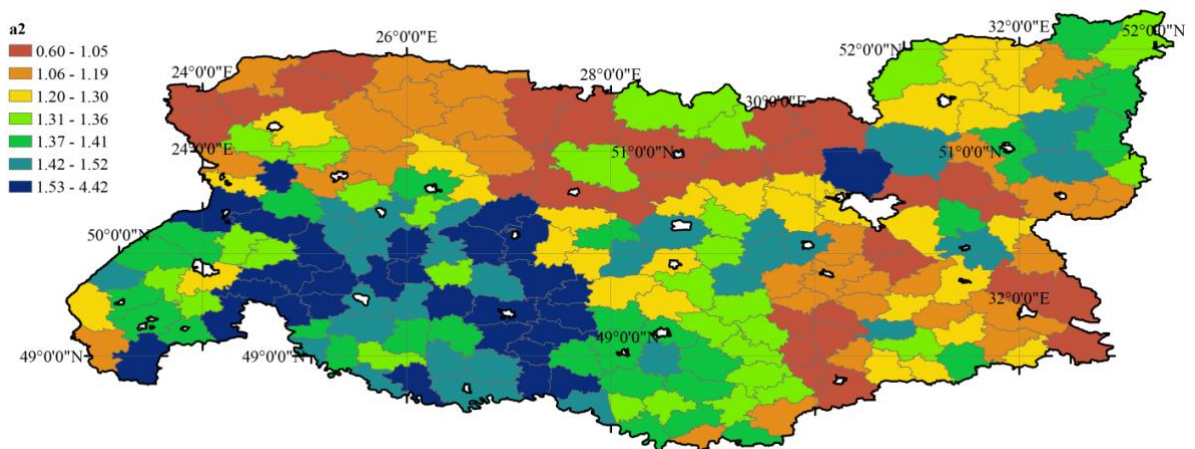 a2
0.60 - 1.05
1.06 - 1.19
1.20 - 1.30
1.31 - 1.36
1.37 - 1.41
1.42 - 1.52
1.53 - 4.42
26°0'0"E
32°0'0"E
52°0'0"N
52°0'0"N
24°0'0"E
28°0'0"E
30°0'0"E
24°0'0"E
51°0'0"N
51°0'0"N
50°0'0"N
32°0'0"E
49°0'0"N
49°0'0"N
49°0'0"N